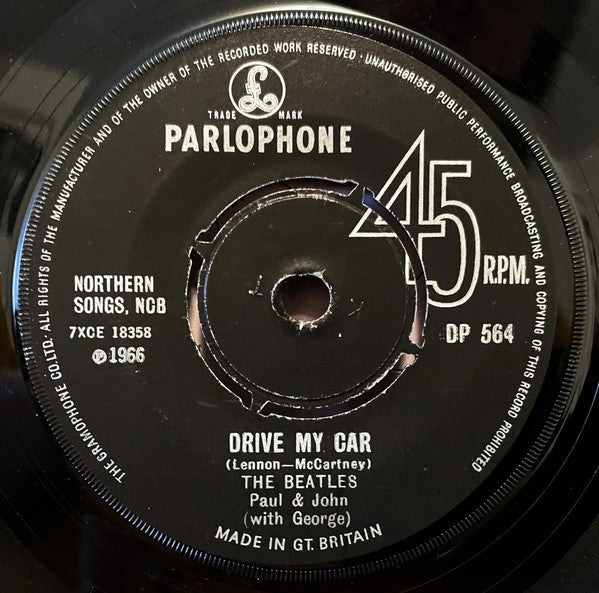 THE GRAMOPHONE CO.LTD. ALL RIGHTS OF THE MANUFACTURER AND OF THE OWNER OF THE RECORDED WORK RESERVED · UNAUTHORISED PUBLIC PERFORMANCE BROADCASTING AND COPYING OF THIS RECORD PROHIBITED
£
TRADE MARK
PARLOPHONE
45 R.P.M.
NORTHERN
SONGS, NCB
7XCE 18358
℗1966
DP 564
DRIVE MY CAR
(Lennon—McCartney)
THE BEATLES
Paul & John
(with George)
MADE IN GT. BRITAIN